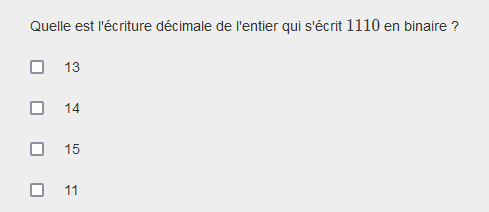 Quelle est l'écriture décimale de l'entier qui s'écrit 1110 en binaire ?
13
14
15
11